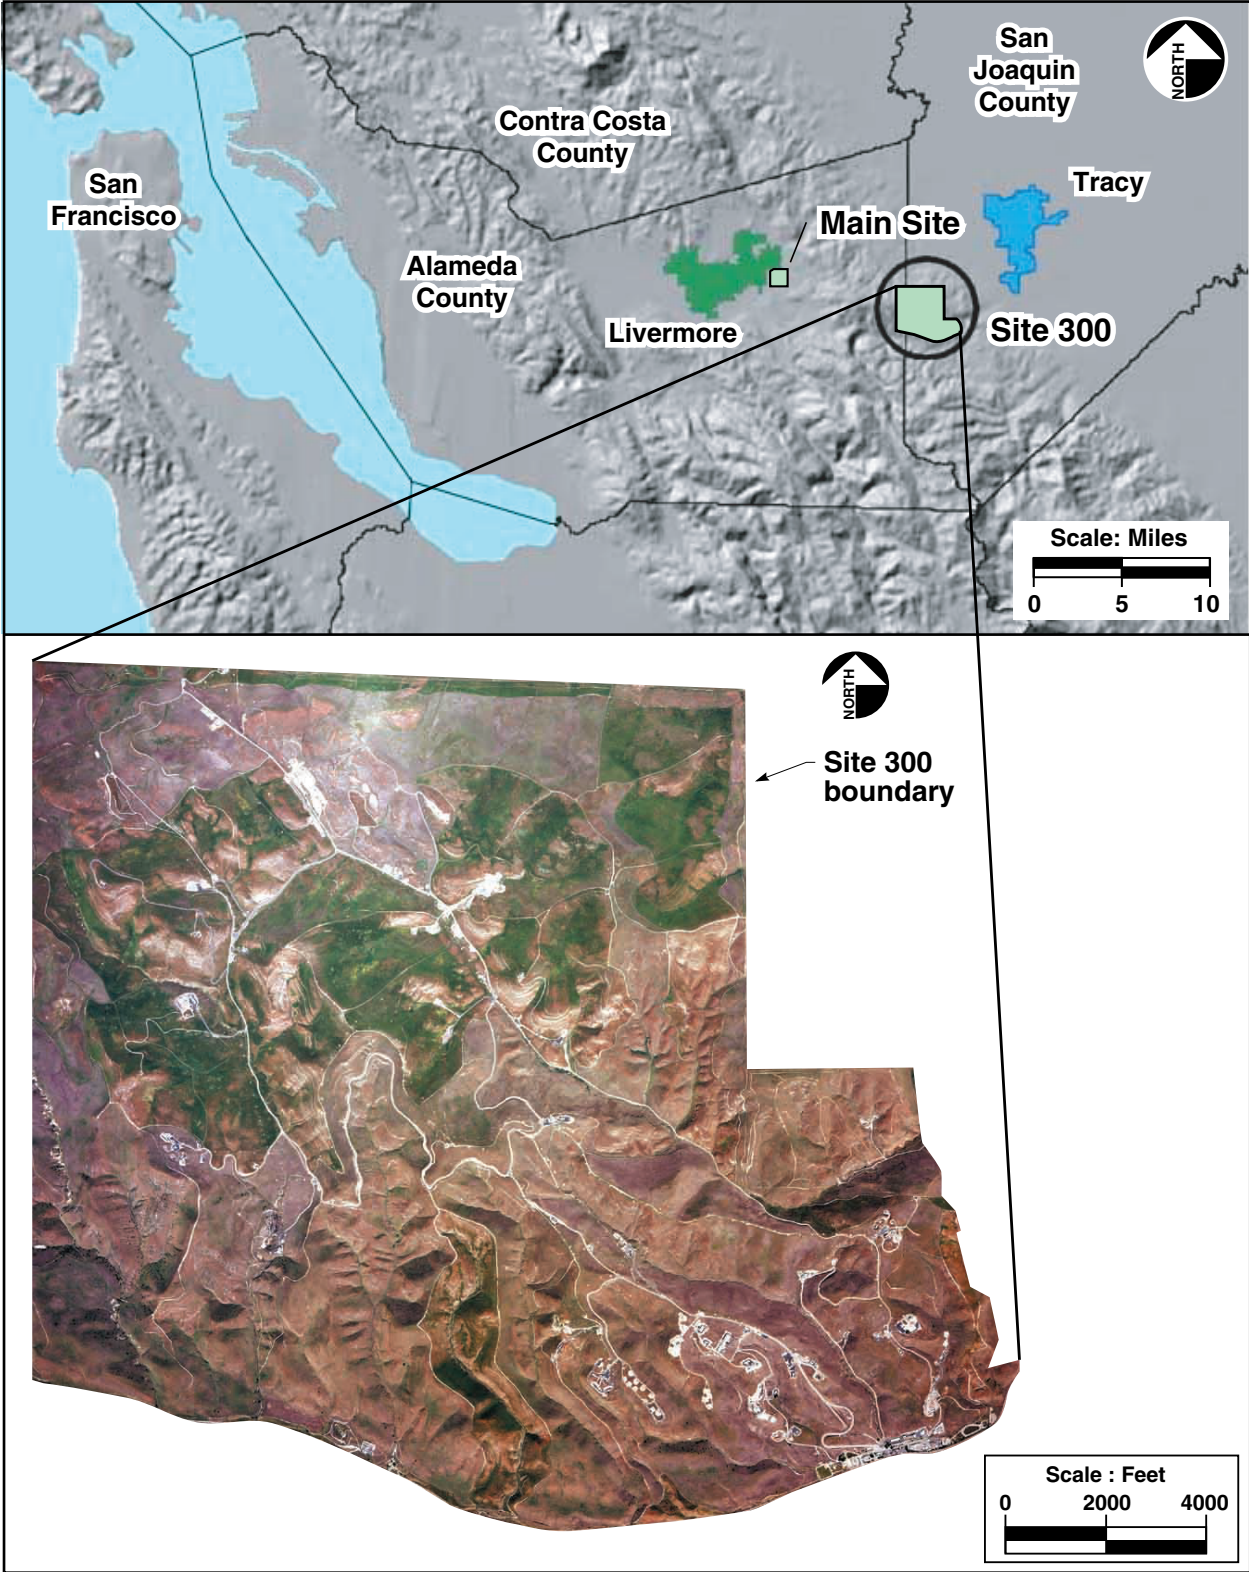 San
Joaquin
County
NORTH
Contra Costa
County
San
Francisco
Tracy
Main Site
Alameda
County
Livermore
Site 300
Scale: Miles
0 5 10
NORTH
Site 300
boundary
Scale : Feet
0 2000 4000